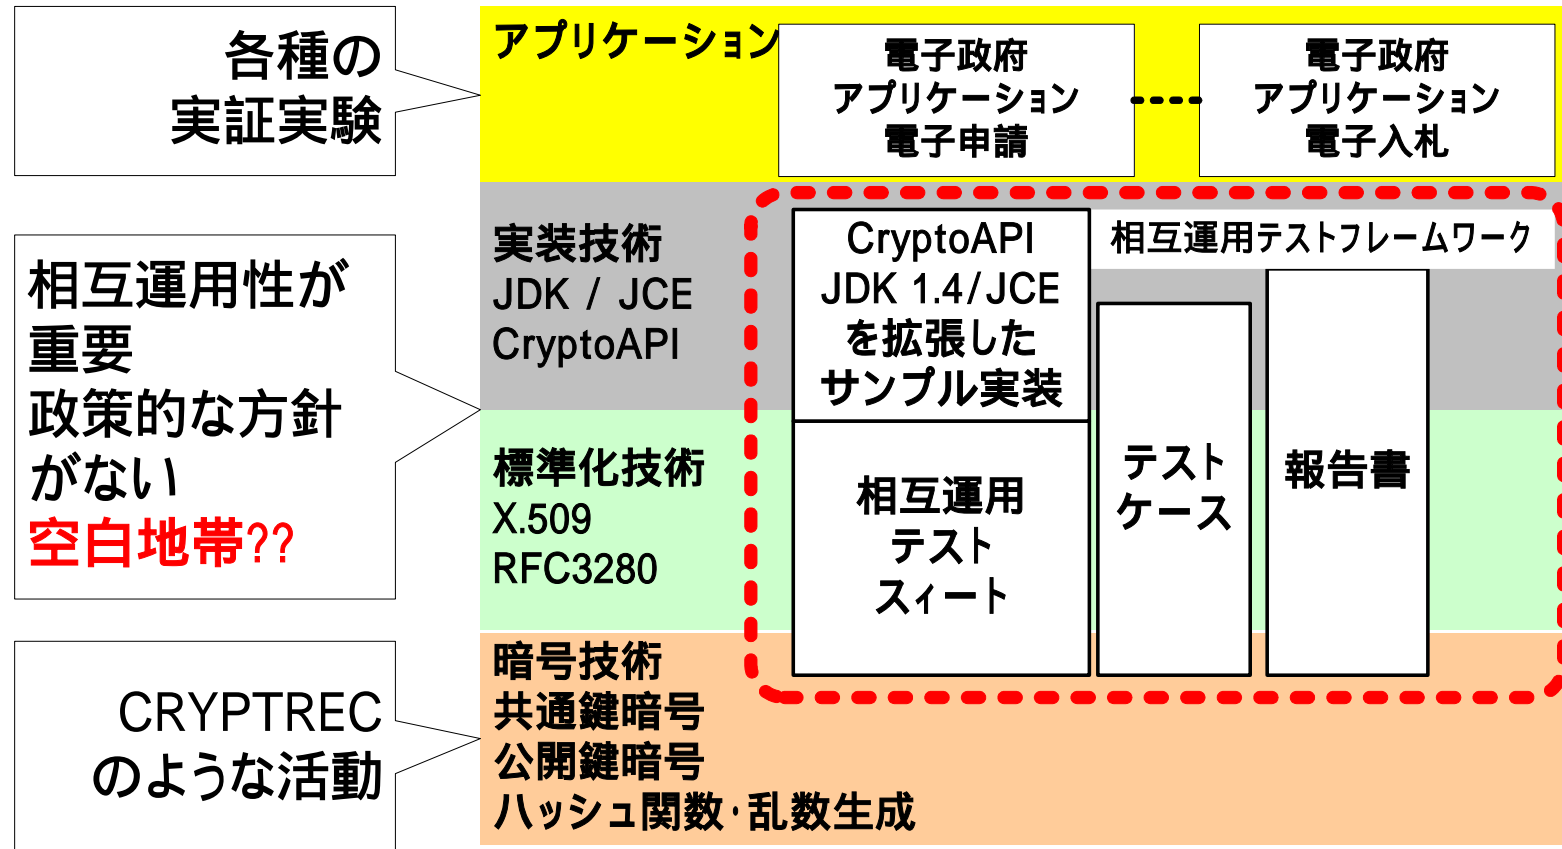 各種の
実証実験
アプリケーション
電子政府
アプリケーション
電子申請
電子政府
アプリケーション
電子入札
相互運用性が
重要
政策的な方針
がない
空白地帯??
実装技術
JDK / JCE
CryptoAPI
CryptoAPI
JDK 1.4/JCE
を拡張した
サンプル実装
相互運用テストフレームワーク
標準化技術
X.509
RFC3280
相互運用
テスト
スィート
テスト
ケース
報告書
CRYPTREC
のような活動
暗号技術
共通鍵暗号
公開鍵暗号
ハッシュ関数・乱数生成